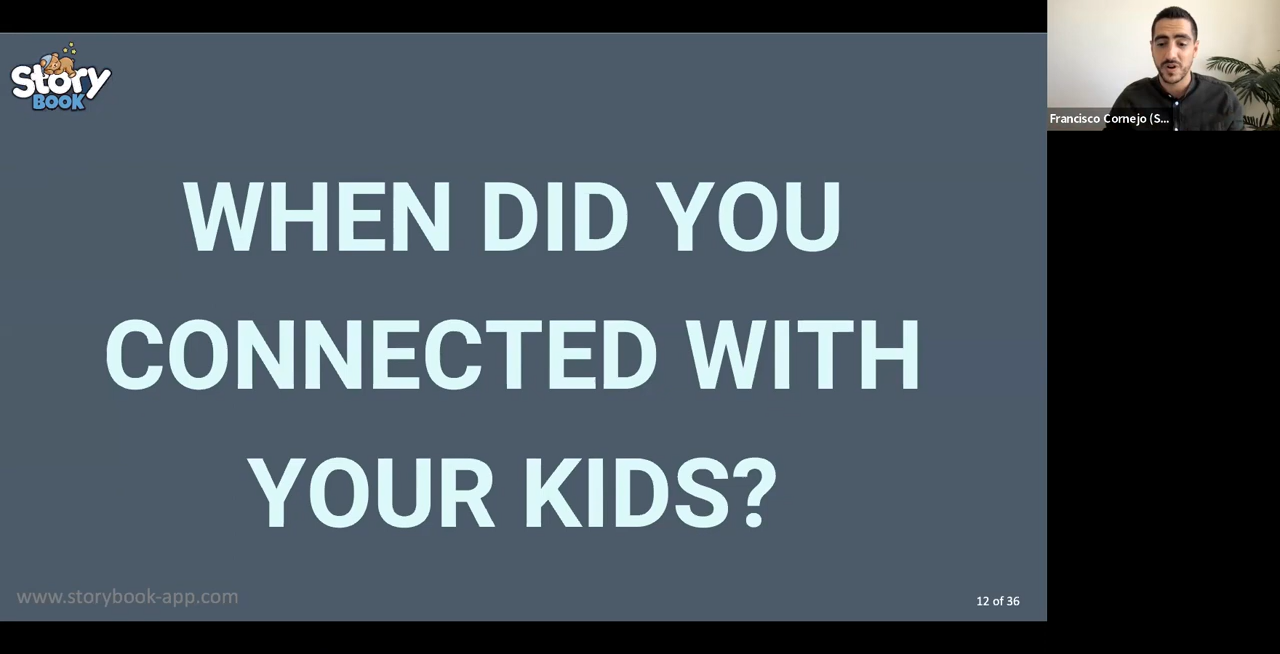 Story
BOOK
WHEN DID YOU
CONNECTED WITH
YOUR KIDS?
www.storybook-app.com
12 of 36
Francisco Cornejo (S...